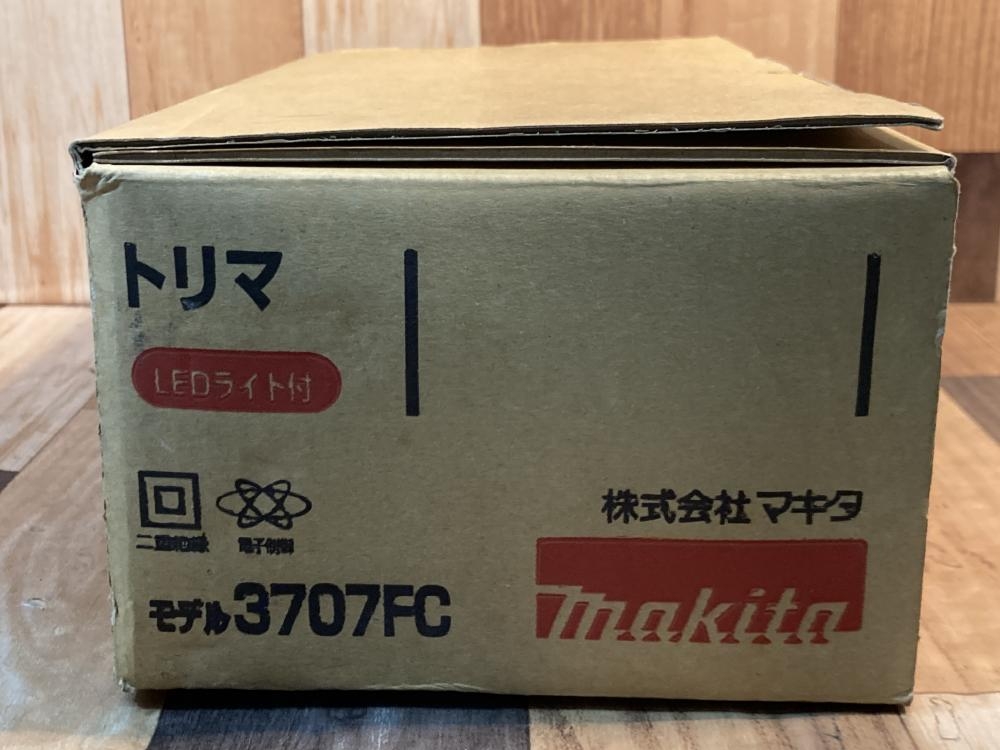 トリマ
LEDライト付
二重絶縁
電子制御
モデル3707FC
株式会社マキタ
makita